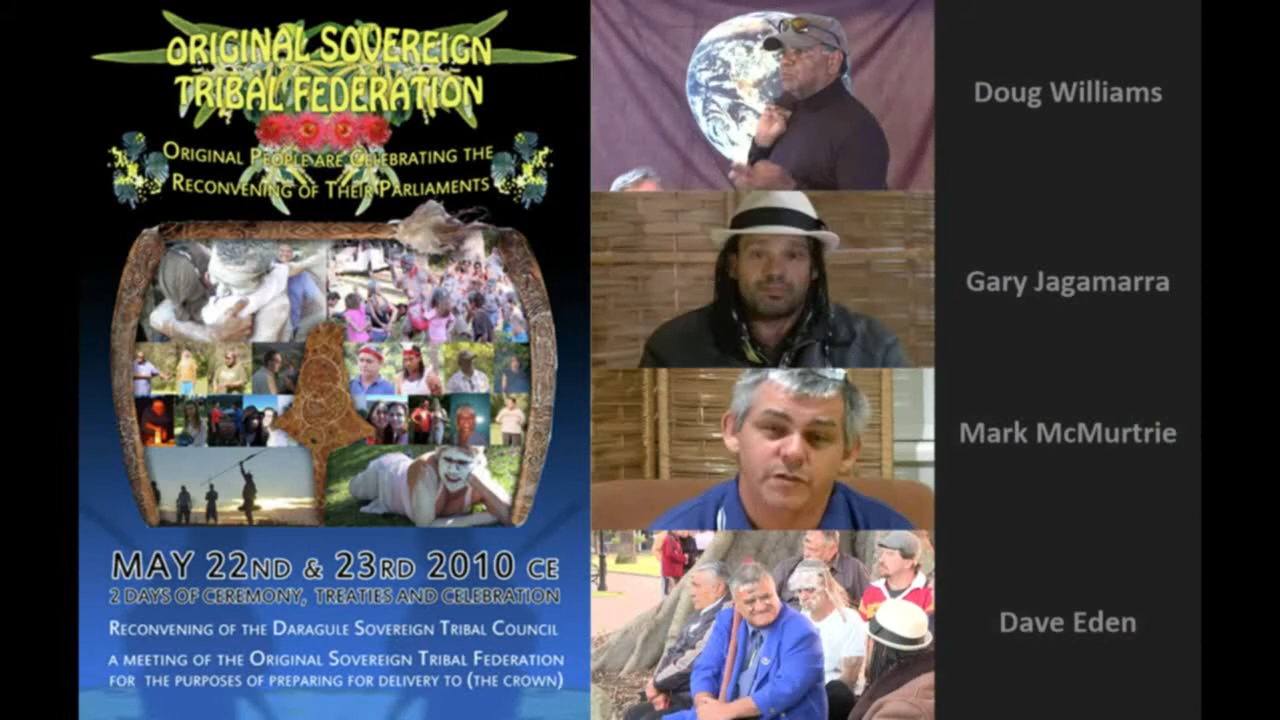 ORIGINAL SOVEREIGN
TRIBAL FEDERATION
ORIGINAL PEOPLE ARE CELEBRATING THE
RECONVENING OF THEIR PARLIAMENTS
MAY 22ND & 23RD 2010 CE
2 DAYS OF CEREMONY, TREATIES AND CELEBRATION
RECONVENING OF THE DARAGULE SOVEREIGN TRIBAL COUNCIL
A MEETING OF THE ORIGINAL SOVEREIGN TRIBAL FEDERATION
FOR THE PURPOSES OF PREPARING FOR DELIVERY TO (THE CROWN)
Doug Williams
Gary Jagamarra
Mark McMurtrie
Dave Eden